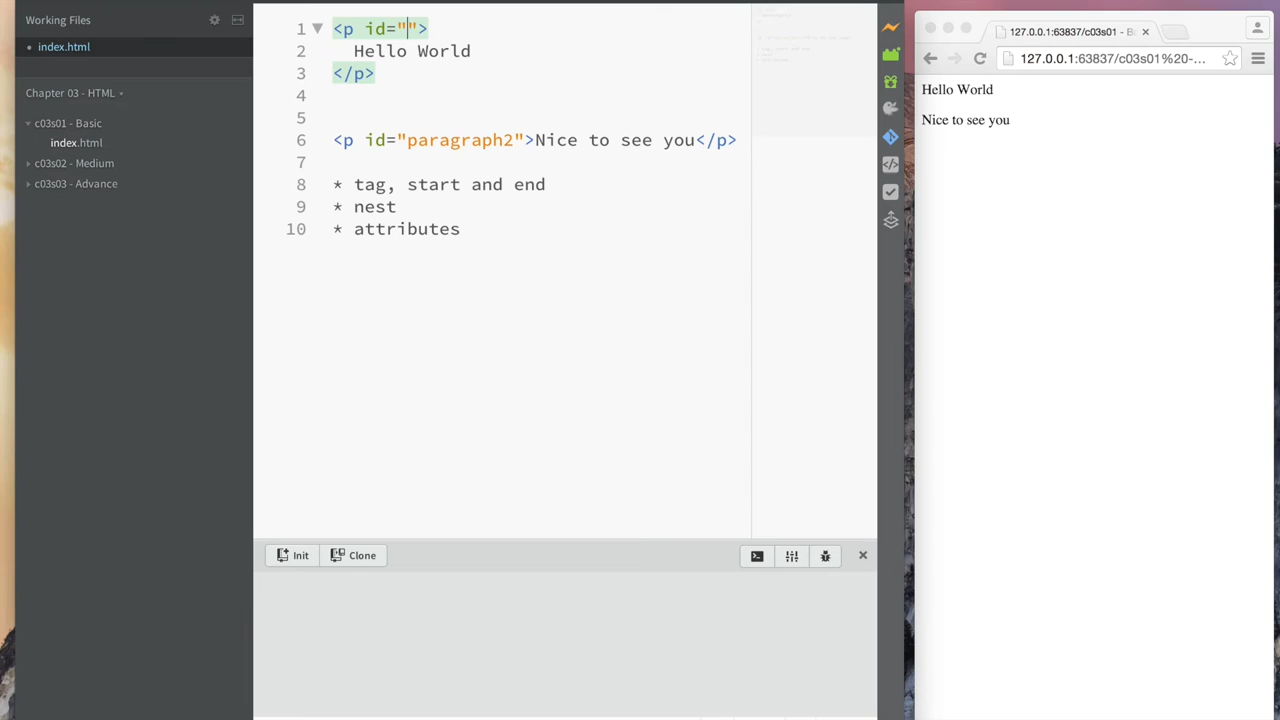 Working Files
index.html
Chapter 03 - HTML
c03s01 - Basic
index.html
c03s02 - Medium
c03s03 - Advance
1 <p id="">
2 Hello World
3 </p>
4
5
6 <p id="paragraph2">Nice to see you</p>
7
8 * tag, start and end
9 * nest
10 * attributes
Init Clone
127.0.0.1:63837/c03s01 - B
127.0.0.1:63837/c03s01%20-...
Hello World
Nice to see you